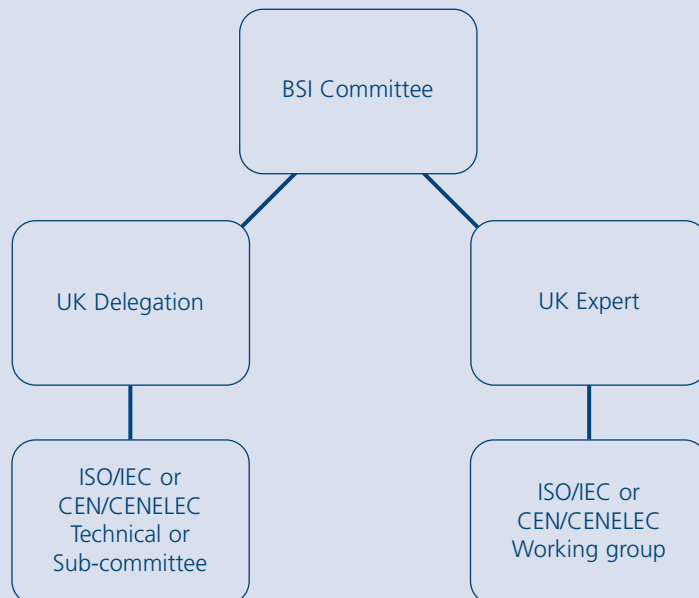 BSI Committee
UK Delegation
UK Expert
ISO/IEC or
CEN/CENELEC
Technical or
Sub-committee
ISO/IEC or
CEN/CENELEC
Working group